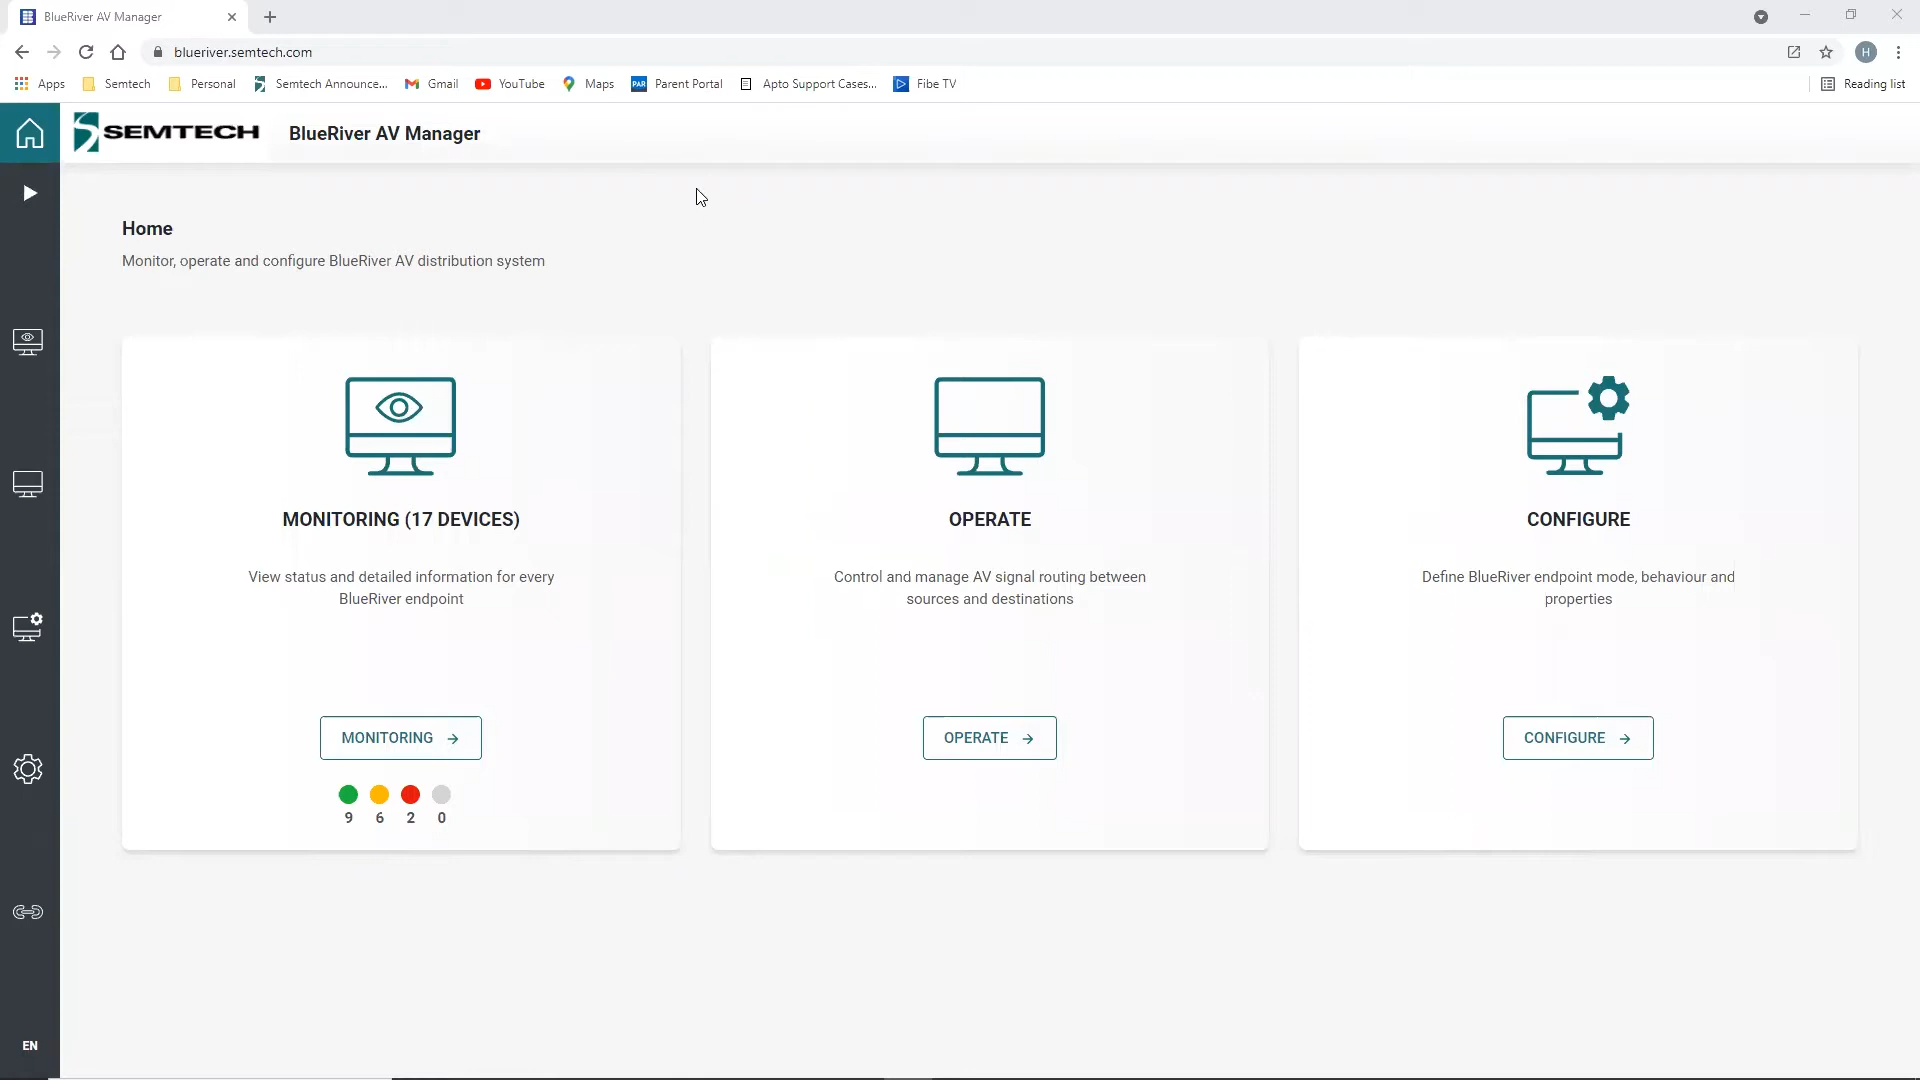 BlueRiver AV Manager
blueriver.semtech.com
H
Apps
Semtech
Personal
Semtech Announce...
Gmail
YouTube
Maps
PAR
Parent Portal
Apto Support Cases...
Fibe TV
Reading list
SEMTECH
BlueRiver AV Manager
Home
Monitor, operate and configure BlueRiver AV distribution system
MONITORING (17 DEVICES)
View status and detailed information for every
BlueRiver endpoint
MONITORING
9 6 2 0
OPERATE
Control and manage AV signal routing between
sources and destinations
OPERATE
CONFIGURE
Define BlueRiver endpoint mode, behaviour and
properties
CONFIGURE
EN